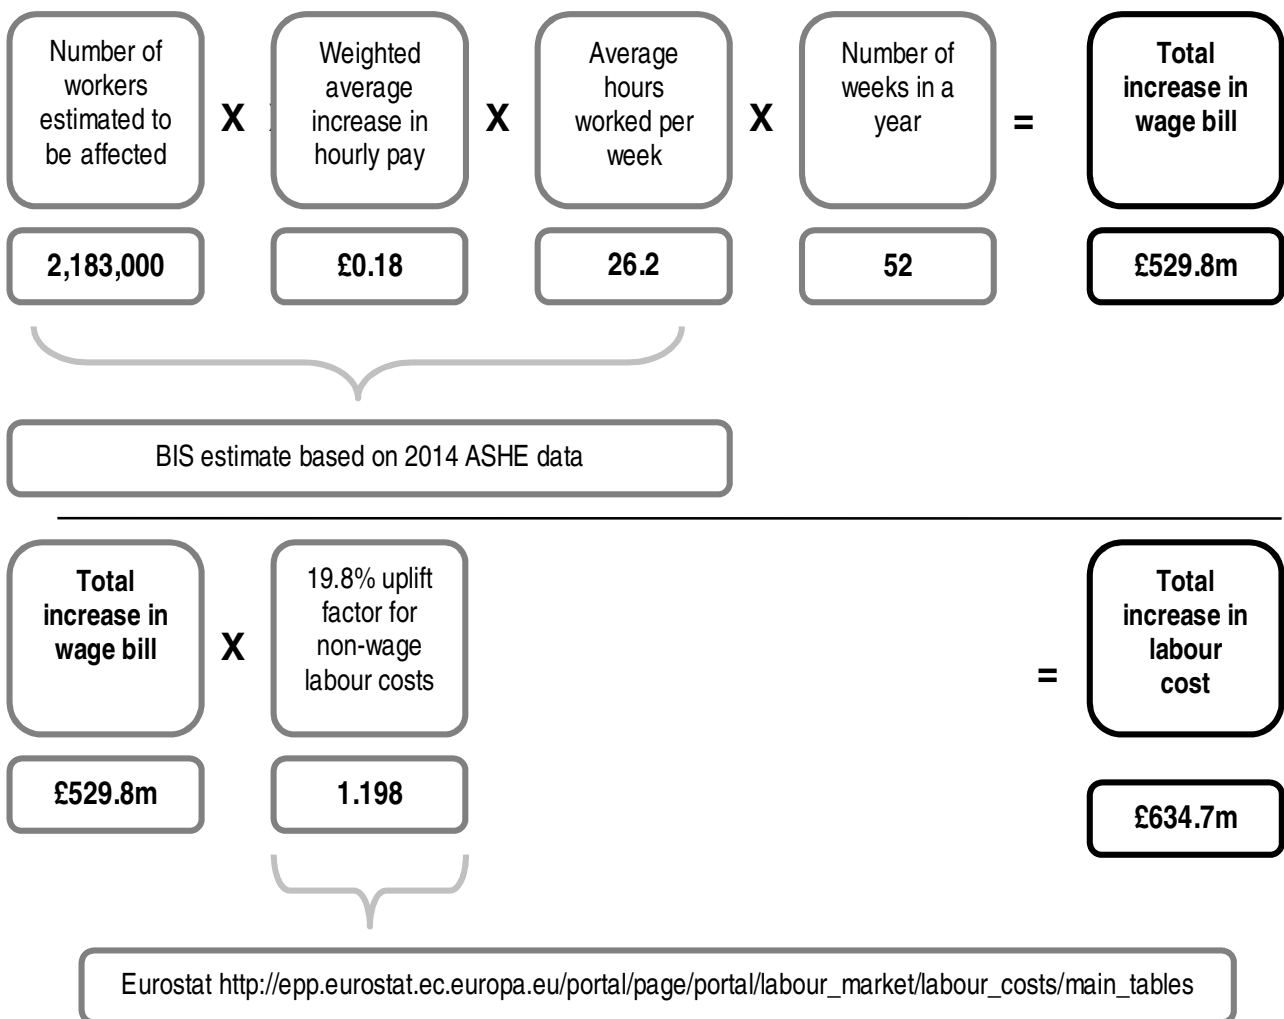 Number of
workers
estimated to
be affected
X
Weighted
average
increase in
hourly pay
X
Average
hours
worked per
week
X
Number of
weeks in a
year
=
Total
increase in
wage bill
2,183,000
£0.18
26.2
52
£529.8m
BIS estimate based on 2014 ASHE data
Total
increase in
wage bill
X
19.8% uplift
factor for
non-wage
labour costs
=
Total
increase in
labour
cost
£529.8m
1.198
£634.7m
Eurostat http://epp.eurostat.ec.europa.eu/portal/page/portal/labour_market/labour_costs/main_tables